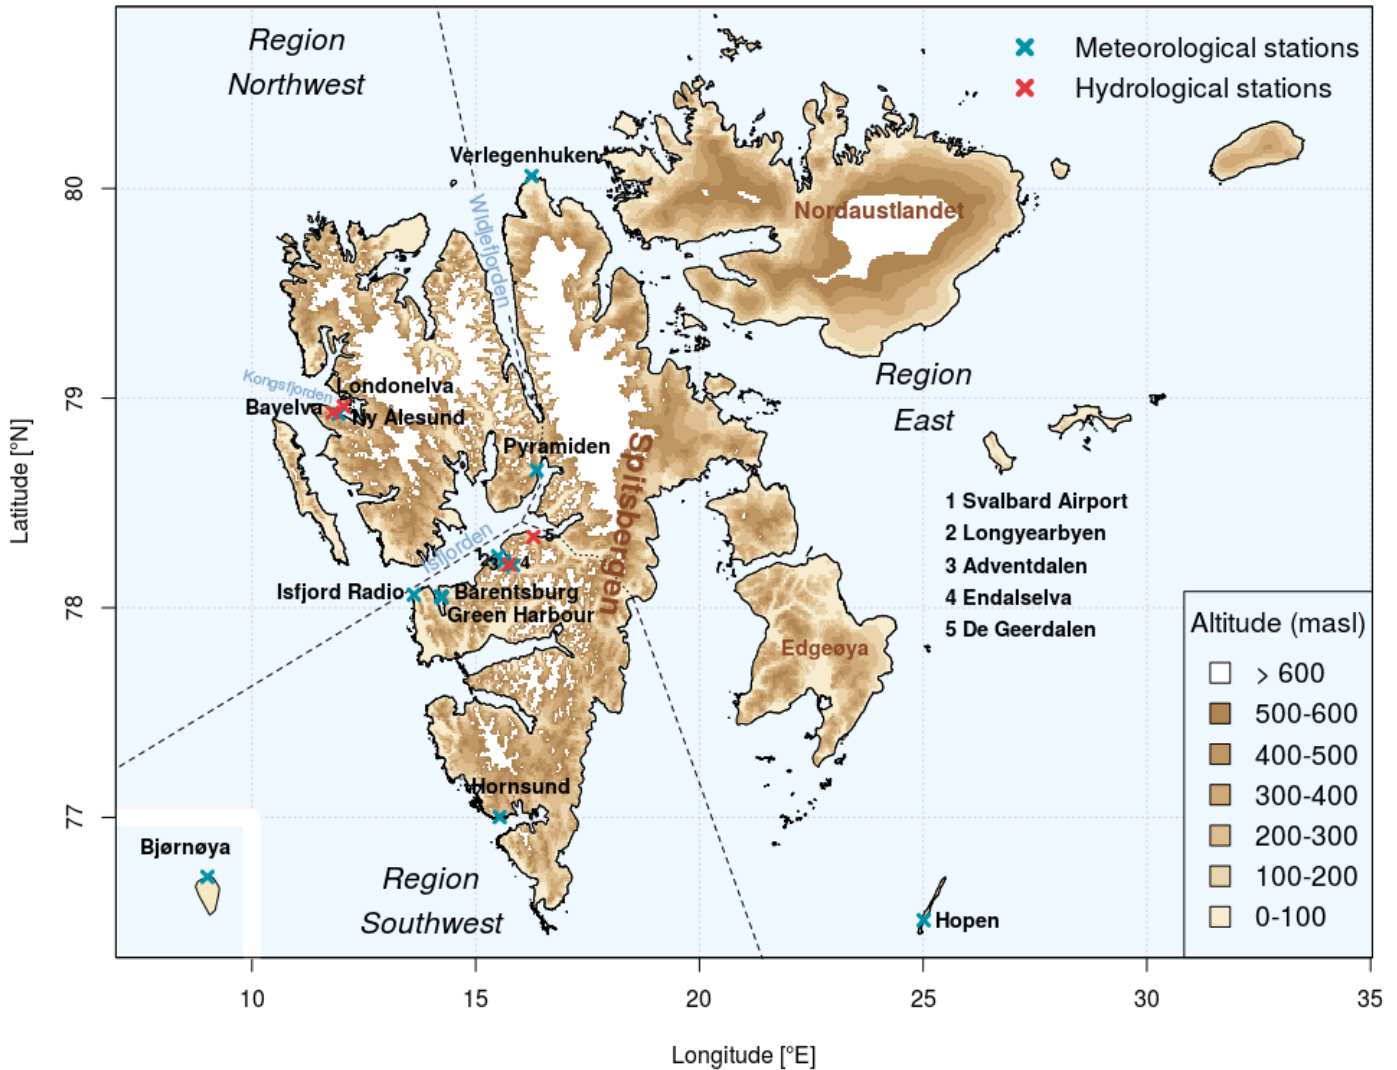 Region
Northwest
Meteorological stations
Hydrological stations
Verlegenhuken
Widjefjorden
Nordaustlandet
Kongsfjorden
Londonelva
Bayelva
Ny Alesund
Region
East
Pyramiden
Spitsbergen
Isfjorden
1
2
3
4
5
1 Svalbard Airport
2 Longyearbyen
3 Adventdalen
4 Endalselva
5 De Geerdalen
Isfjord Radio
Barentsburg
Green Harbour
Edgeøya
Hornsund
Bjørnøya
Region
Southwest
Hopen
Altitude (masl)
> 600
500-600
400-500
300-400
200-300
100-200
0-100
80
79
78
77
Latitude [°N]
10
15
20
25
30
35
Longitude [°E]